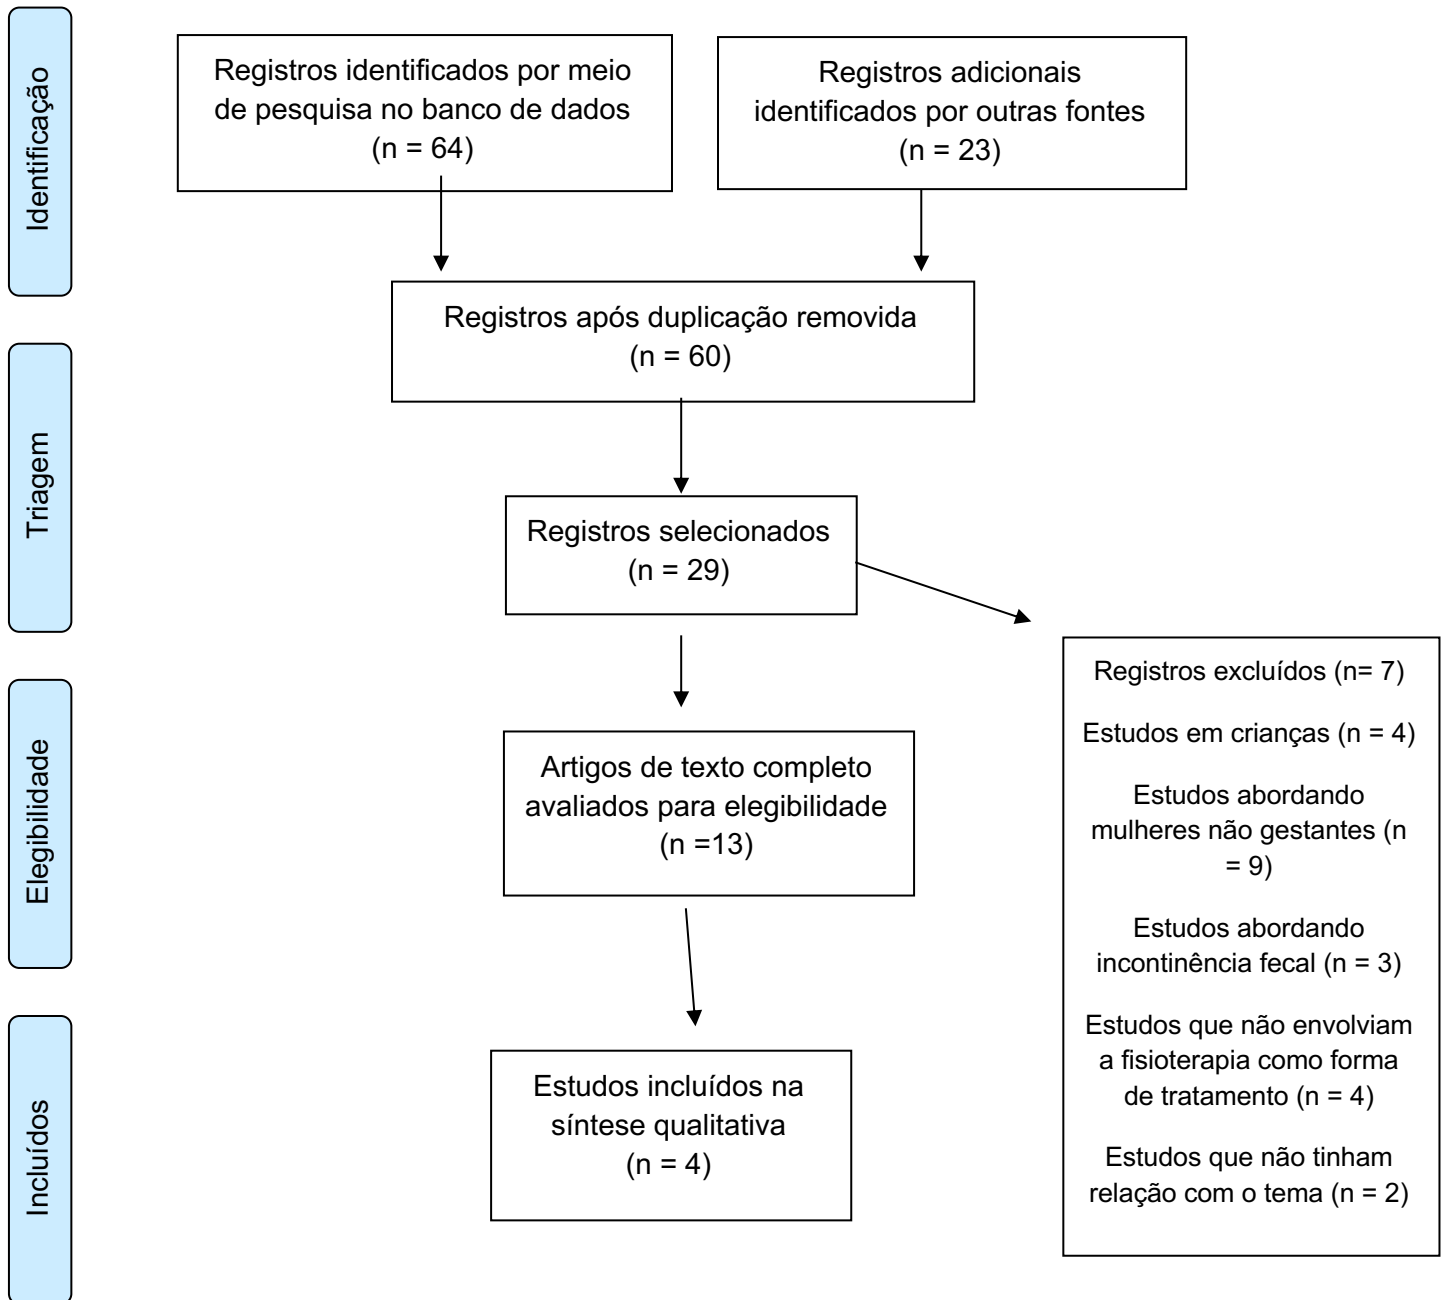 Identificação
Registros identificados por meio
de pesquisa no banco de dados
(n = 64)
Registros adicionais
identificados por outras fontes
(n = 23)
Registros após duplicação removida
(n = 60)
Triagem
Registros selecionados
(n = 29)
Registros excluídos (n= 7)
Estudos em crianças (n = 4)
Estudos abordando
mulheres não gestantes (n
= 9)
Estudos abordando
incontinência fecal (n = 3)
Estudos que não envolviam
a fisioterapia como forma
de tratamento (n = 4)
Estudos que não tinham
relação com o tema (n = 2)
Elegibilidade
Artigos de texto completo
avaliados para elegibilidade
(n =13)
Incluídos
Estudos incluídos na
síntese qualitativa
(n = 4)